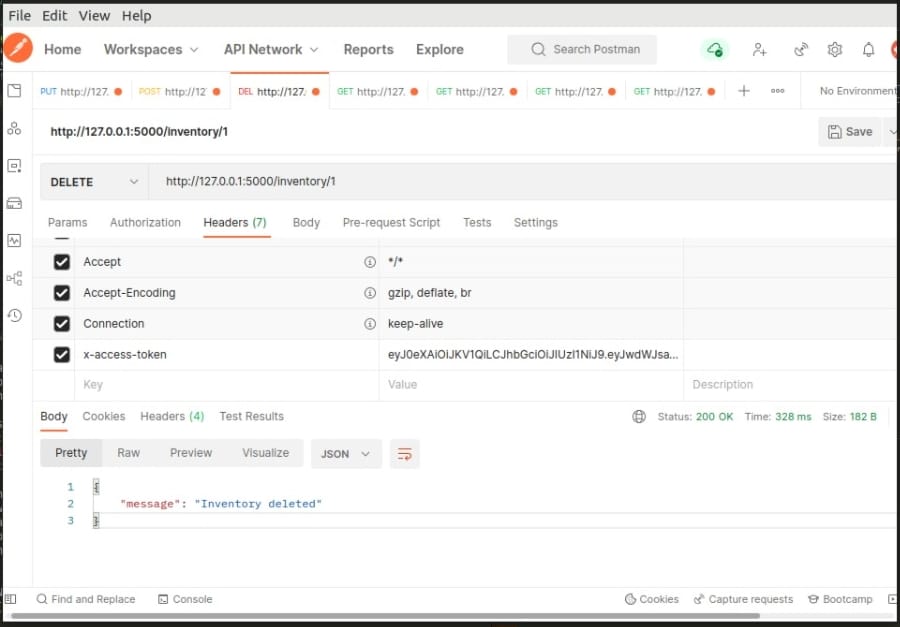 File Edit View Help
Home Workspaces API Network Reports Explore Search Postman
PUT http://127. POST http://12 DEL http://127. GET http://127. GET http://127. GET http://127. GET http://127. + No Environment
http://127.0.0.1:5000/inventory/1 Save
DELETE http://127.0.0.1:5000/inventory/1
Params Authorization Headers (7) Body Pre-request Script Tests Settings
Accept */*
Accept-Encoding gzip, deflate, br
Connection keep-alive
x-access-token eyJ0eXAiOiJKV1QiLCJhbGciOiJIUzI1NiJ9.eyJwdWJsa...
Key Value Description
Body Cookies Headers (4) Test Results Status: 200 OK Time: 328 ms Size: 182 B
Pretty Raw Preview Visualize JSON
1 {
2 "message": "Inventory deleted"
3 }
Find and Replace Console Cookies Capture requests Bootcamp